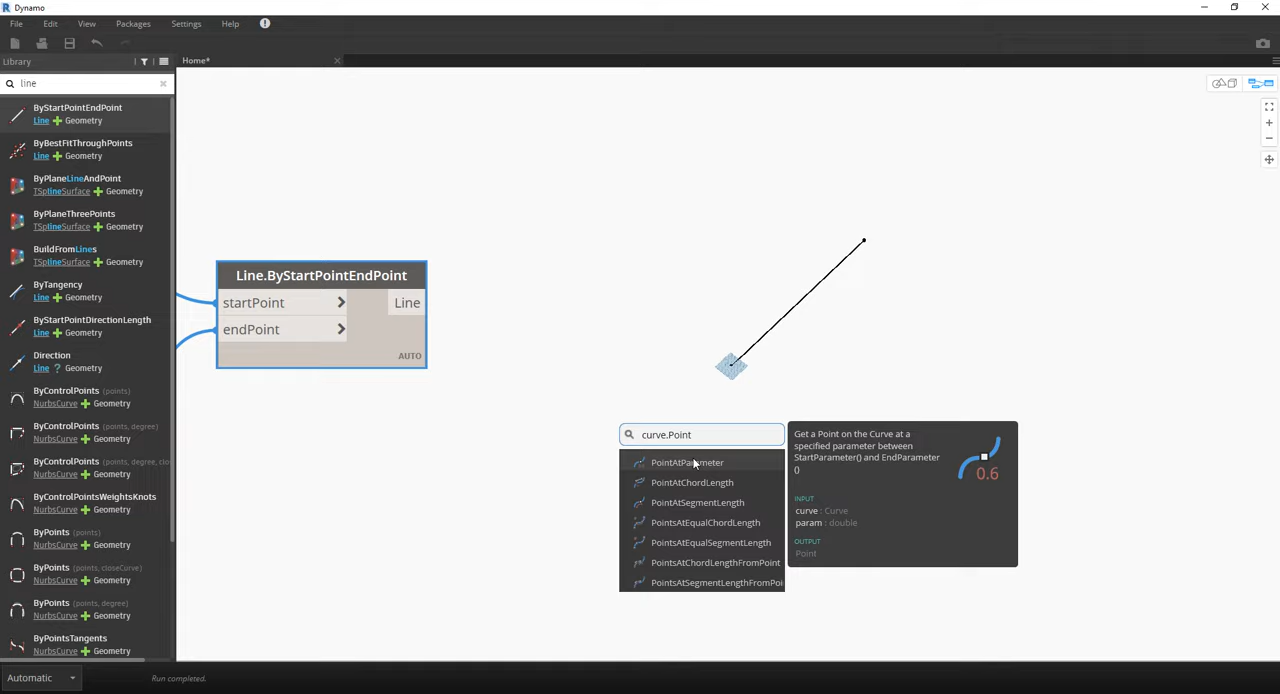 Dynamo
File Edit View Packages Settings Help
Library
Home*
line
ByStartPointEndPoint
Line Geometry
ByBestFitThroughPoints
Line Geometry
ByPlaneLineAndPoint
TSplineSurface Geometry
ByPlaneThreePoints
TSplineSurface Geometry
BuildFromLines
TSplineSurface Geometry
ByTangency
Line Geometry
ByStartPointDirectionLength
Line Geometry
Direction
Line ? Geometry
ByControlPoints (points)
NurbsCurve Geometry
ByControlPoints (points, degree)
NurbsCurve Geometry
ByControlPoints (points, degree, clo
NurbsCurve Geometry
ByControlPointsWeightsKnots
NurbsCurve Geometry
ByPoints (points)
NurbsCurve Geometry
ByPoints (points, closeCurve)
NurbsCurve Geometry
ByPoints (points, degree)
NurbsCurve Geometry
ByPointsTangents
NurbsCurve Geometry
Line.ByStartPointEndPoint
startPoint > Line
endPoint >
AUTO
curve.Point
PointAtParameter
PointAtChordLength
PointAtSegmentLength
PointsAtEqualChordLength
PointsAtEqualSegmentLength
PointsAtChordLengthFromPoint
PointsAtSegmentLengthFromPoi
Get a Point on the Curve at a
specified parameter between
StartParameter() and EndParameter
()
0.6
INPUT
curve : Curve
param : double
OUTPUT
Point
Automatic
Run completed.